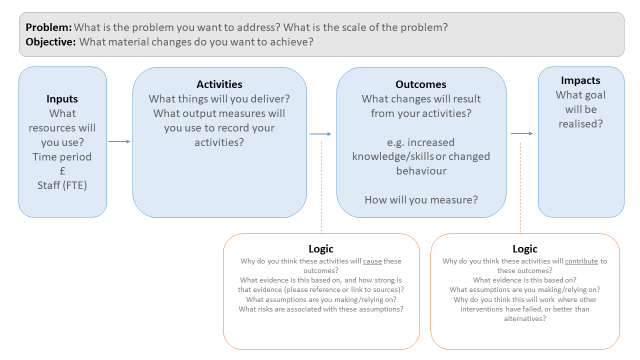 Problem: What is the problem you want to address? What is the scale of the problem?
Objective: What material changes do you want to achieve?
Inputs
What
resources will
you use?
Time period
£
Staff (FTE)
Activities
What things will you deliver?
What output measures will
you use to record your
activities?
Outcomes
What changes will result
from your activities?
e.g. increased
knowledge/skills or changed
behaviour
How will you measure?
Impacts
What goal
will be
realised?
Logic
Why do you think these activities will cause these
outcomes?
What evidence is this based on, and how strong is
that evidence (please reference or link to sources)?
What assumptions are you making/relying on?
What risks are associated with these assumptions?
Logic
Why do you think these activities will contribute to
these outcomes?
What evidence is this based on?
What assumptions are you making/relying on?
Why do you think this will work where other
interventions have failed, or better than
alternatives?